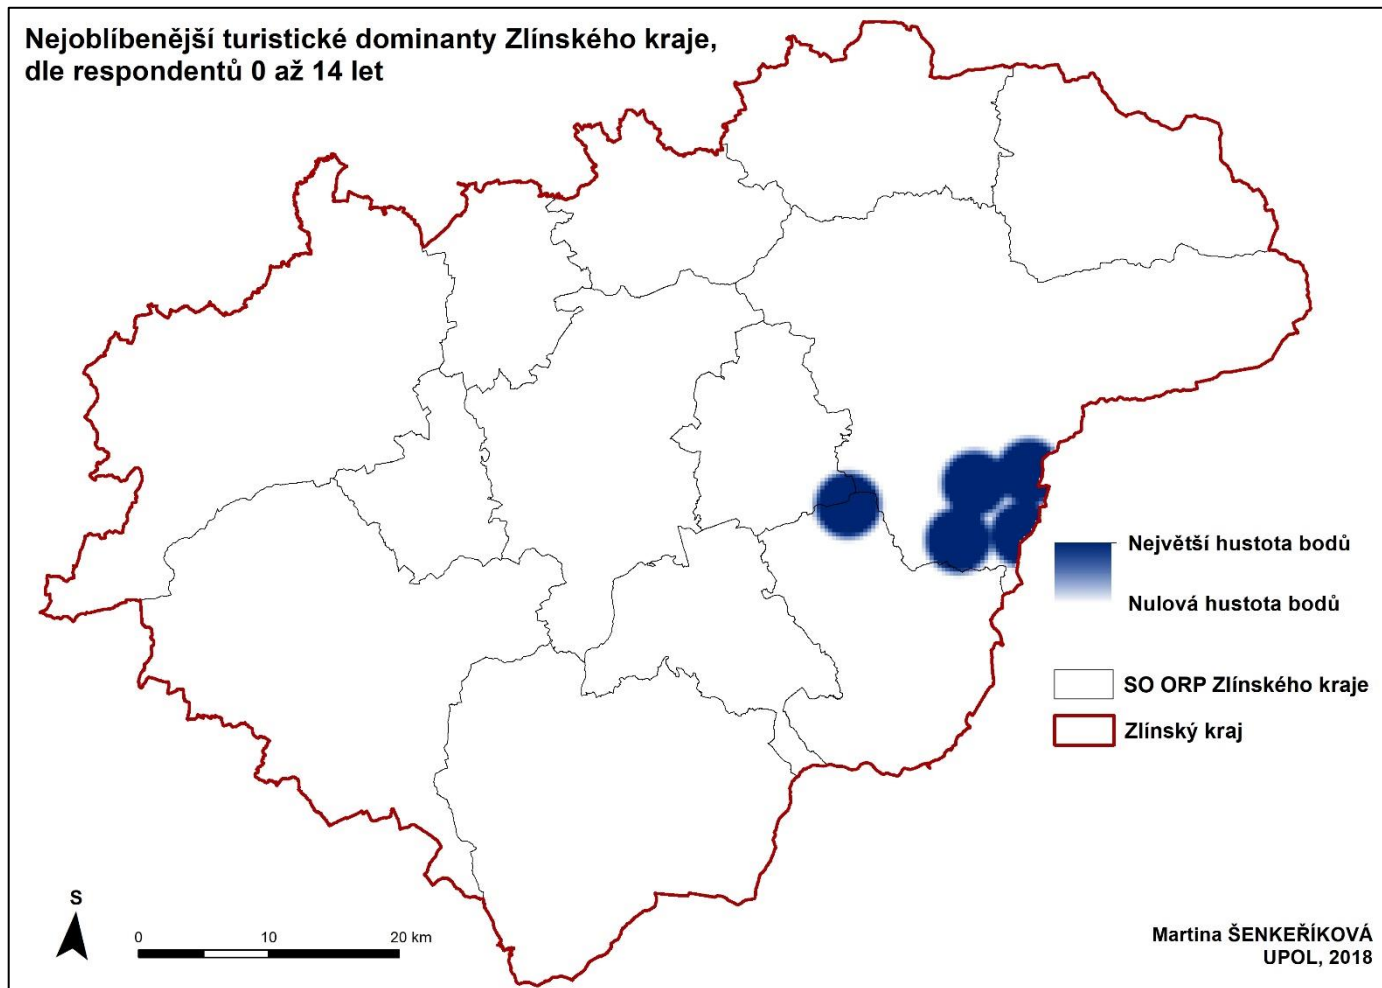 Nejoblíbenější turistické dominanty Zlínského kraje,
dle respondentů 0 až 14 let
Největší hustota bodů
Nulová hustota bodů
SO ORP Zlínského kraje
Zlínský kraj
S
0 10 20 km
Martina ŠENKEŘÍKOVÁ
UPOL, 2018